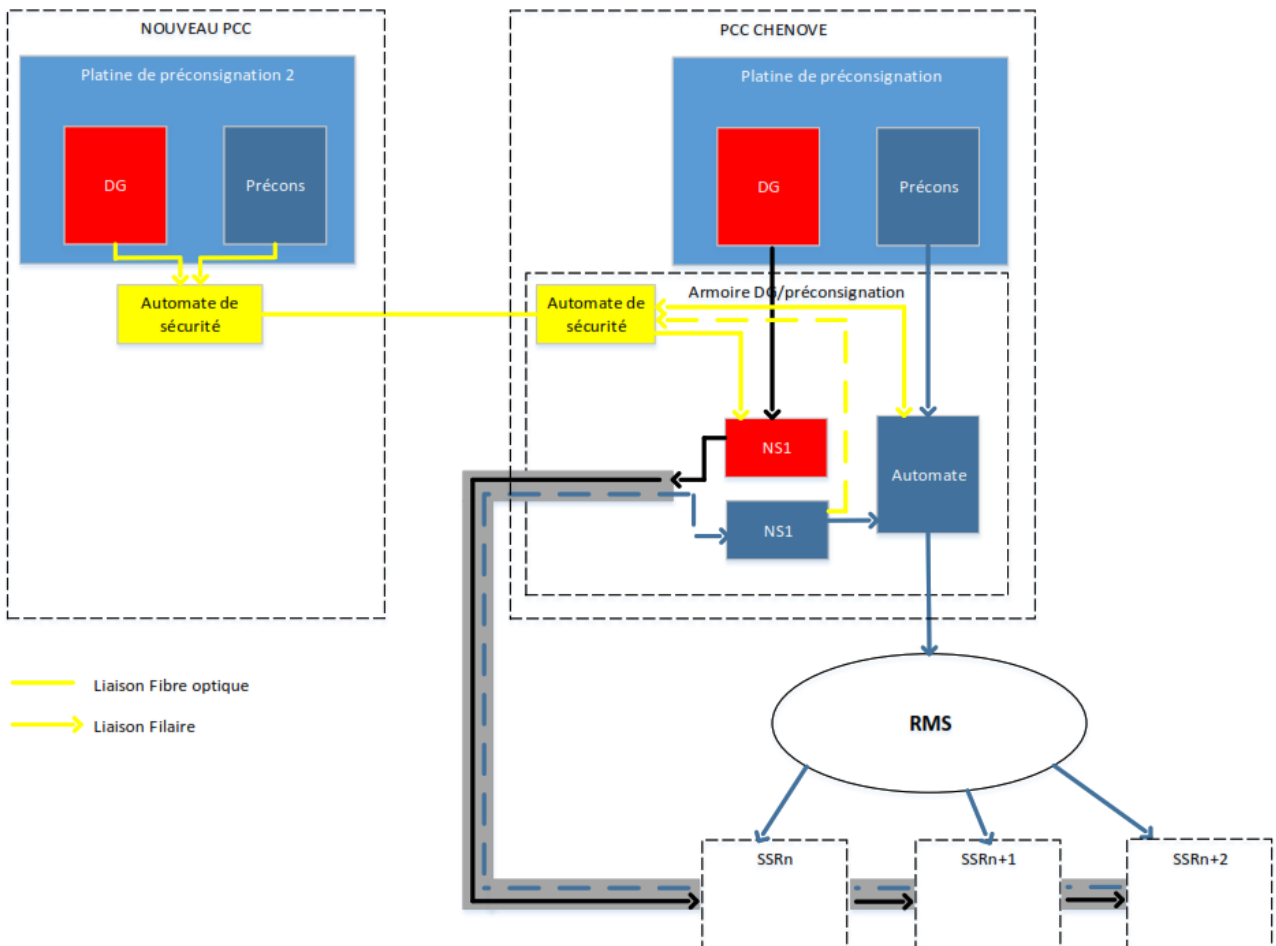 NOUVEAU PCC
Platine de préconsignation 2
DG
Précons
Automate de
sécurité
PCC CHENOVE
Platine de préconsignation
DG
Précons
Armoire DG/préconsignation
Automate de
sécurité
NS1
NS1
Automate
Liaison Fibre optique
Liaison Filaire
RMS
SSRn
SSRn+1
SSRn+2